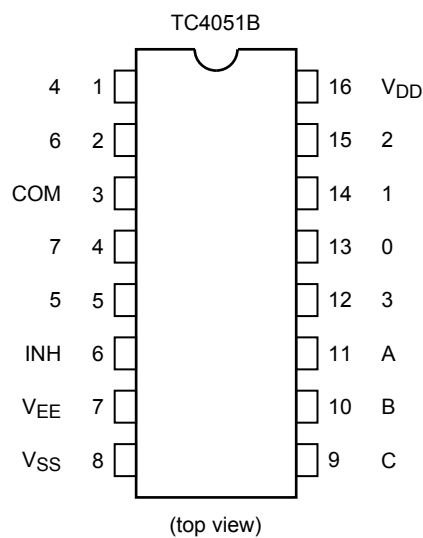 TC4051B
4 1 16 VDD
6 2 15 2
COM 3 14 1
7 4 13 0
5 5 12 3
INH 6 11 A
VEE 7 10 B
VSS 8 9 C
(top view)